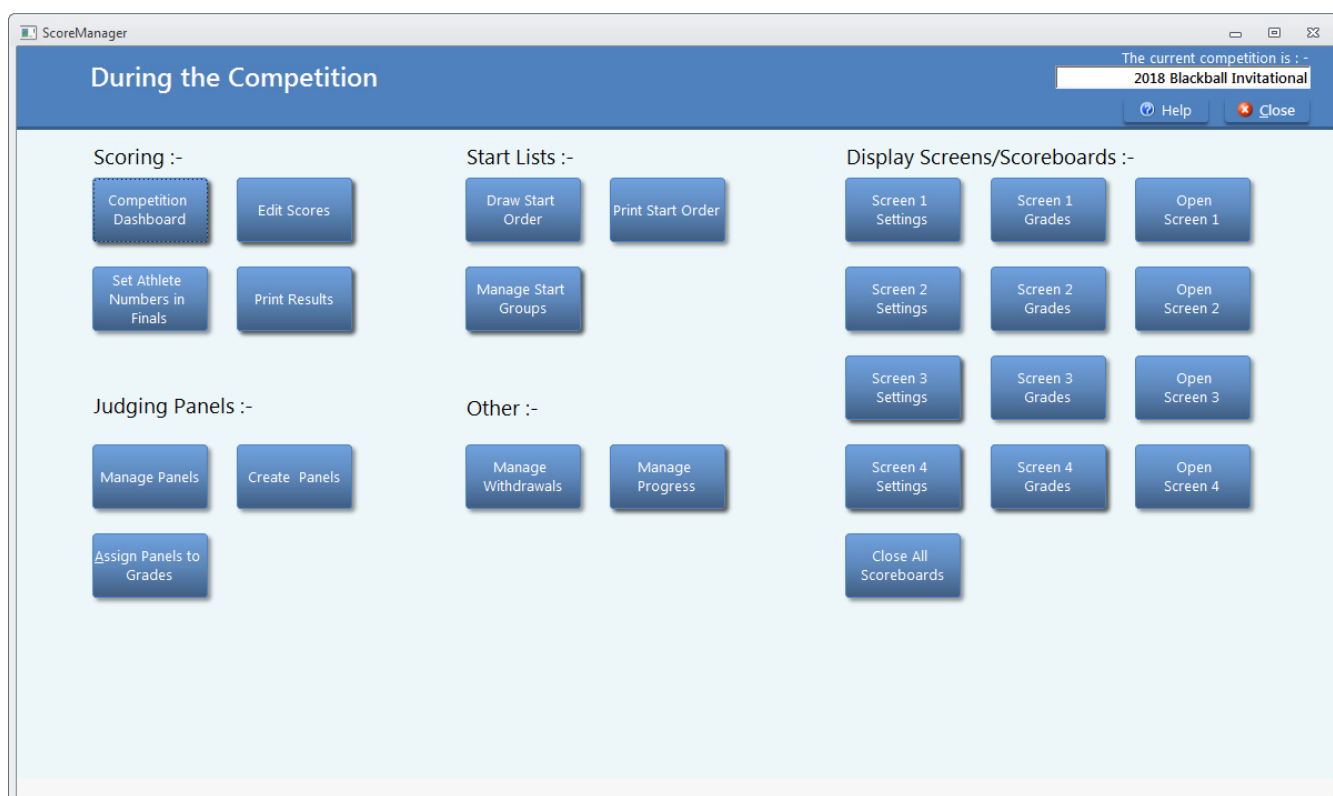 ScoreManager
During the Competition
The current competition is : -
2018 Blackball Invitational
Help
Close
Scoring :-
Competition
Dashboard
Edit Scores
Set Athlete
Numbers in
Finals
Print Results
Start Lists :-
Draw Start
Order
Print Start Order
Manage Start
Groups
Display Screens/Scoreboards :-
Screen 1
Settings
Screen 1
Grades
Open
Screen 1
Screen 2
Settings
Screen 2
Grades
Open
Screen 2
Screen 3
Settings
Screen 3
Grades
Open
Screen 3
Screen 4
Settings
Screen 4
Grades
Open
Screen 4
Close All
Scoreboards
Judging Panels :-
Manage Panels
Create Panels
Assign Panels to
Grades
Other :-
Manage
Withdrawals
Manage
Progress